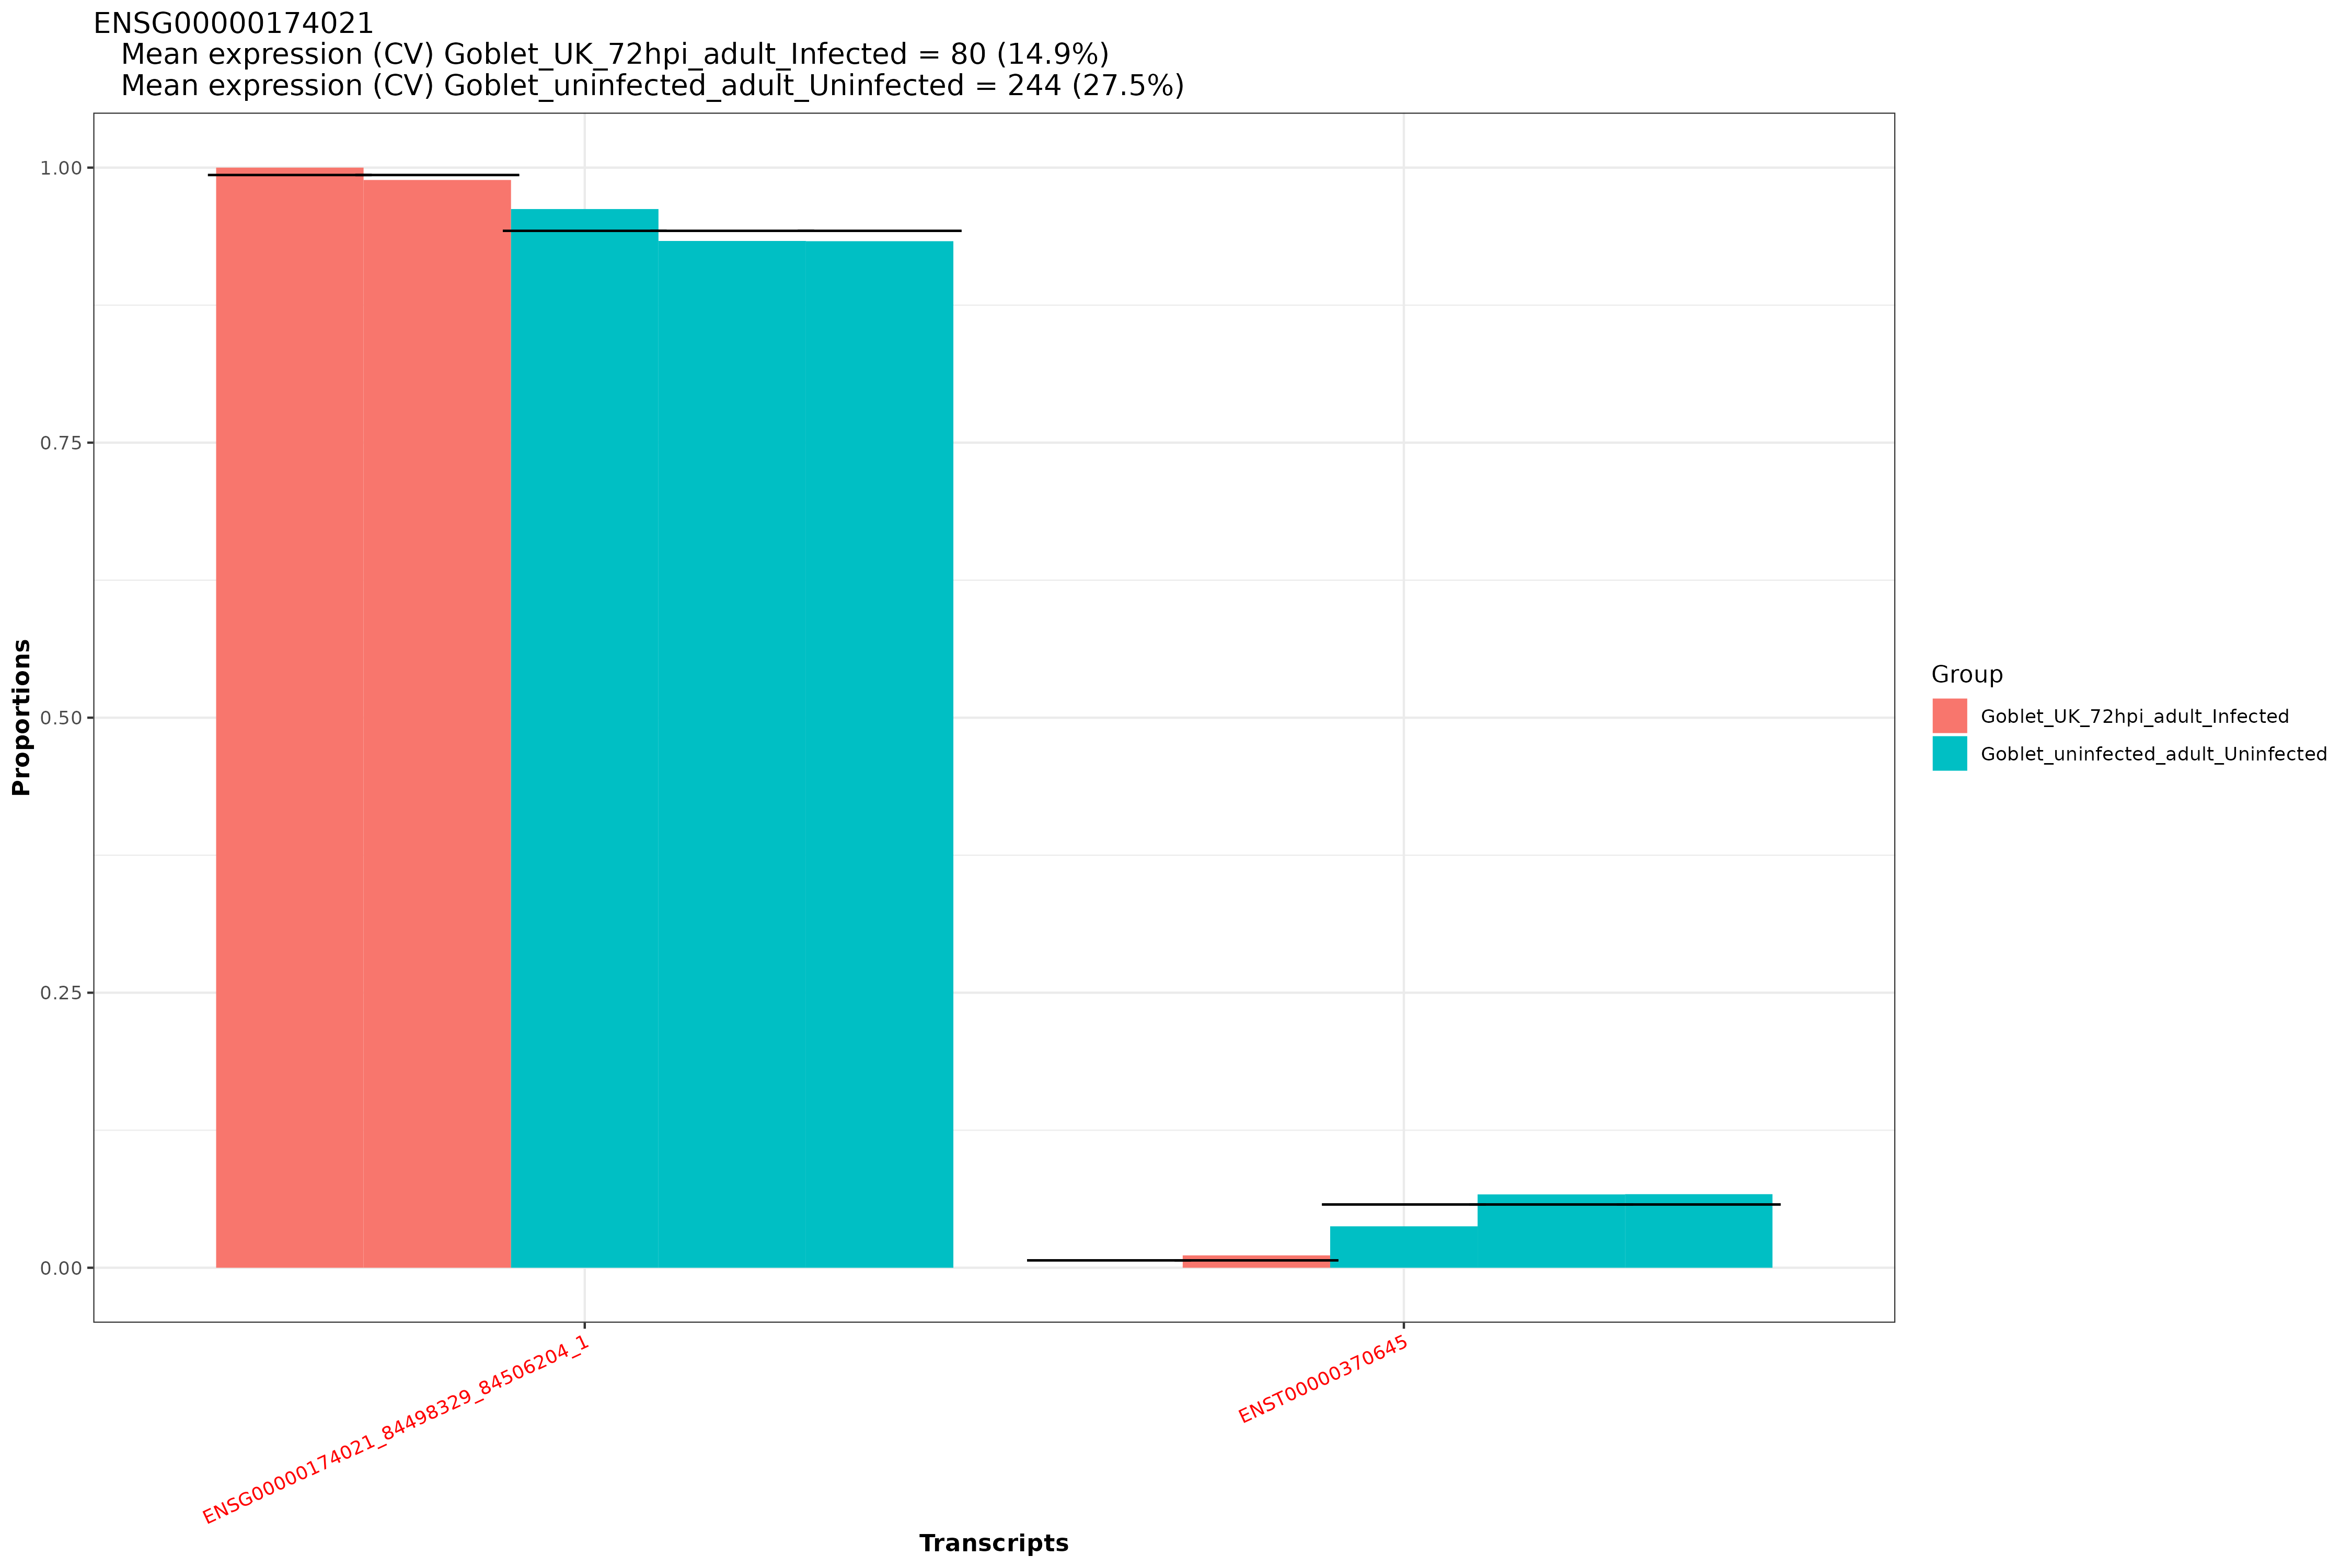 ENSG00000174021
Mean expression (CV) Goblet_UK_72hpi_adult_Infected = 80 (14.9%)
Mean expression (CV) Goblet_uninfected_adult_Uninfected = 244 (27.5%)
1.00
0.75
0.50
0.25
0.00
Proportions
Group
Goblet_UK_72hpi_adult_Infected
Goblet_uninfected_adult_Uninfected
ENSG00000174021_84498329_84506204_1
ENST00000370645
Transcripts